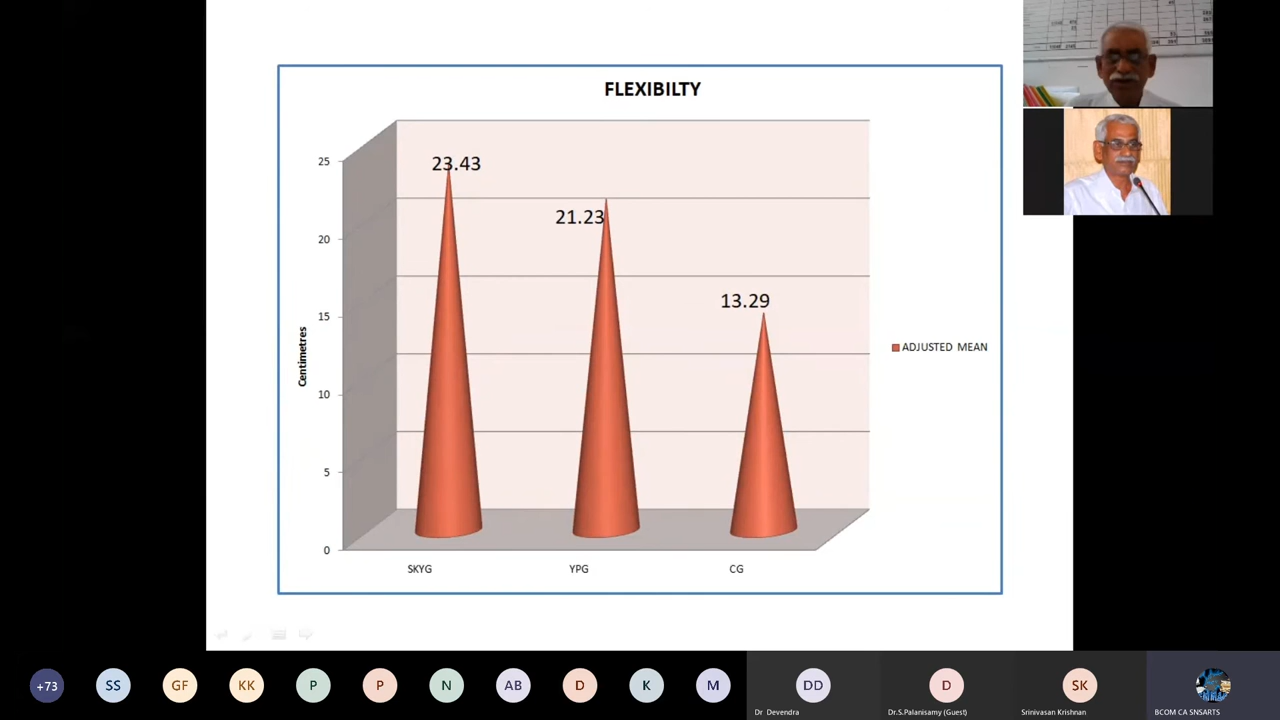 FLEXIBILTY
23.43
21.23
13.29
25
20
15
10
5
0
Centimetres
ADJUSTED MEAN
SKYG
YPG
CG
+73
SS
GF
KK
P
P
N
AB
D
K
M
DD
D
SK
Dr Devendra
Dr.S.Palanisamy (Guest)
Srinivasan Krishnan
BCOM CA SNSARTS